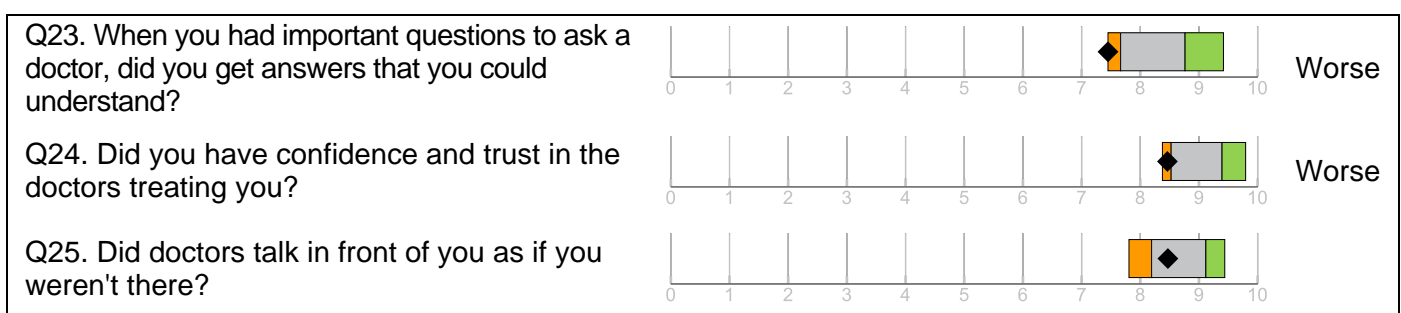 Q23. When you had important questions to ask a
doctor, did you get answers that you could
understand?
0 1 2 3 4 5 6 7 8 9 10
Worse
Q24. Did you have confidence and trust in the
doctors treating you?
0 1 2 3 4 5 6 7 8 9 10
Worse
Q25. Did doctors talk in front of you as if you
weren't there?
0 1 2 3 4 5 6 7 8 9 10